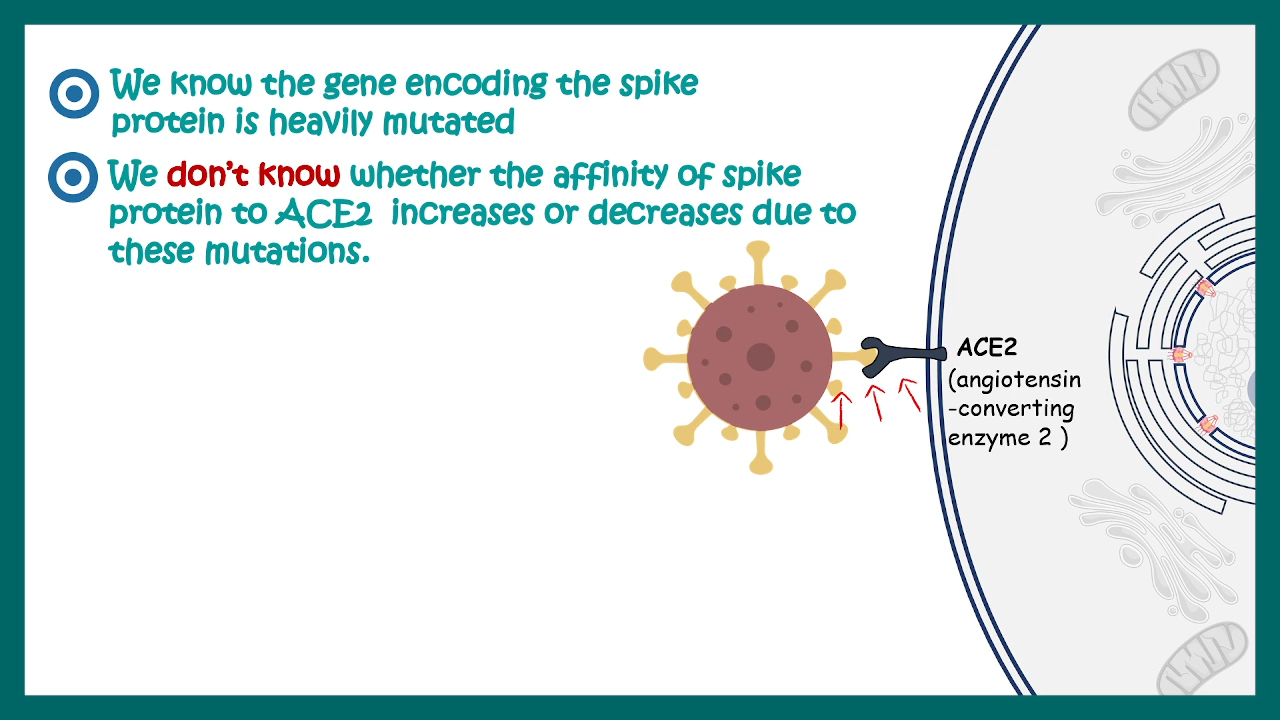 We know the gene encoding the spike
protein is heavily mutated
We don't know whether the affinity of spike
protein to ACE2 increases or decreases due to
these mutations.
ACE2
(angiotensin
-converting
enzyme 2 )